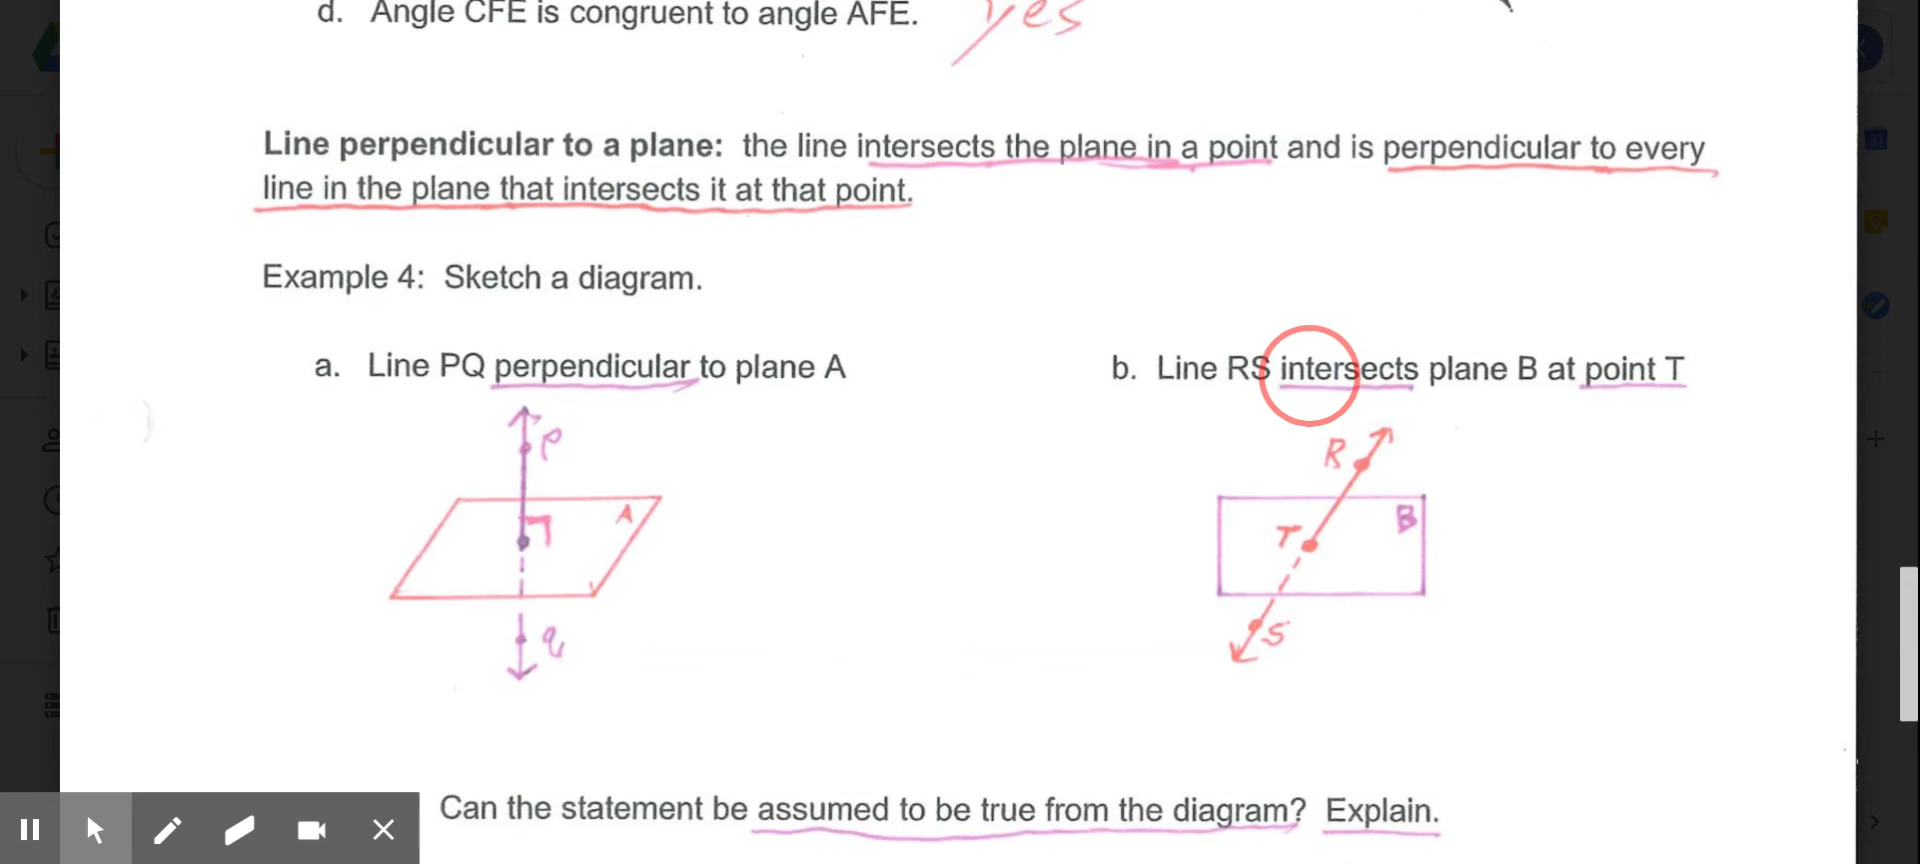 d. Angle CFE is congruent to angle AFE. yes
Line perpendicular to a plane: the line intersects the plane in a point and is perpendicular to every
line in the plane that intersects it at that point.
Example 4: Sketch a diagram.
a. Line PQ perpendicular to plane A
b. Line RS intersects plane B at point T
P
A
q
R
B
T
S
Can the statement be assumed to be true from the diagram? Explain.